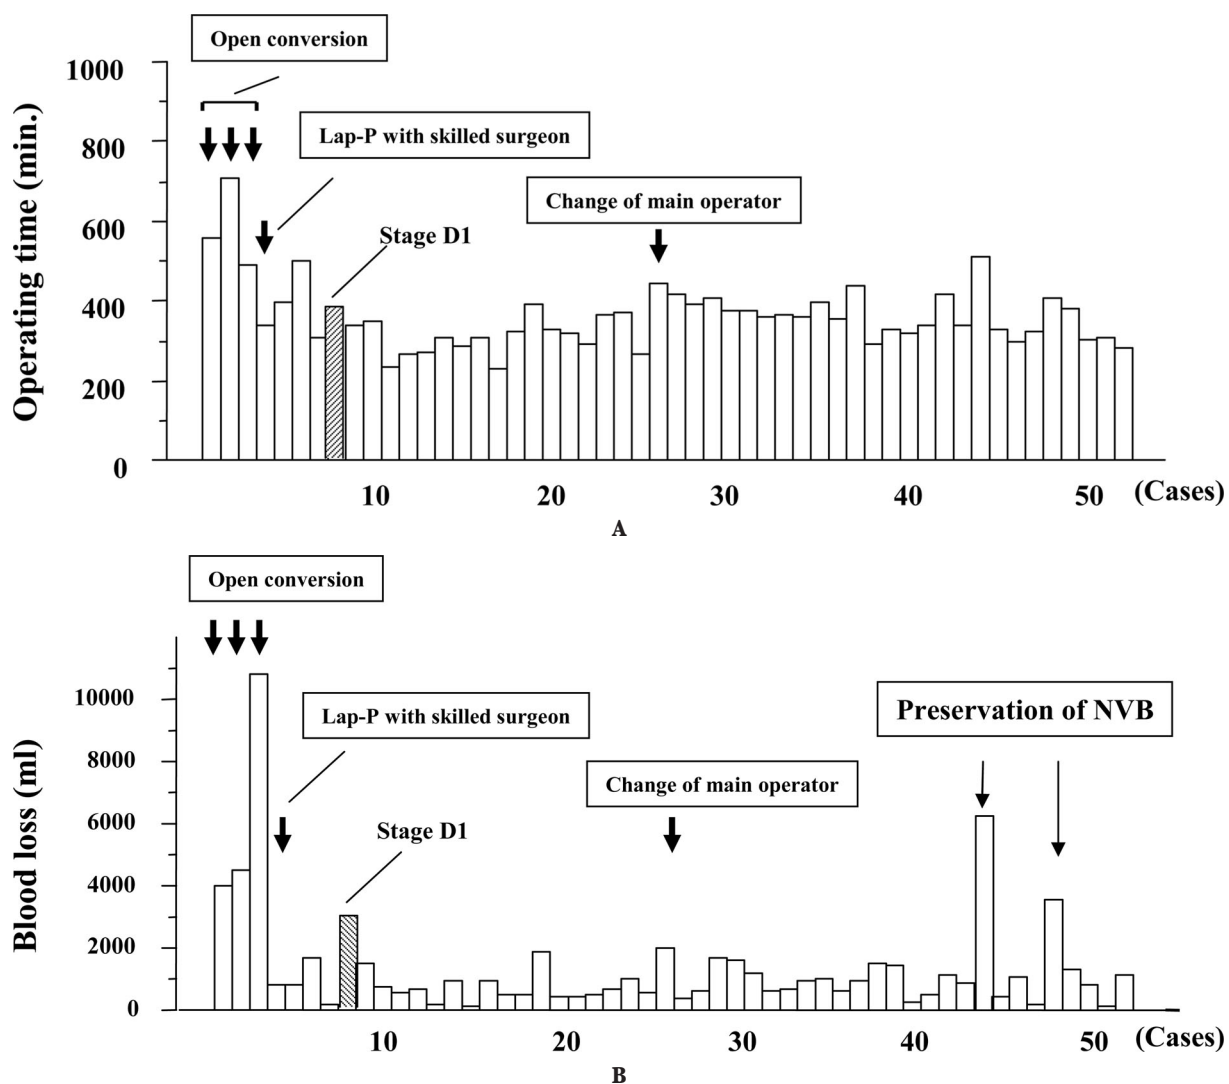 Open conversion
1000
Lap-P with skilled surgeon
800
Change of main operator
600
Stage D1
400
200
0
Operating time (min.)
10 20 30 40 50 (Cases)
A
Open conversion
10000
Lap-P with skilled surgeon
Preservation of NVB
8000
Change of main operator
6000
Stage D1
4000
2000
0
Blood loss (ml)
10 20 30 40 50 (Cases)
B